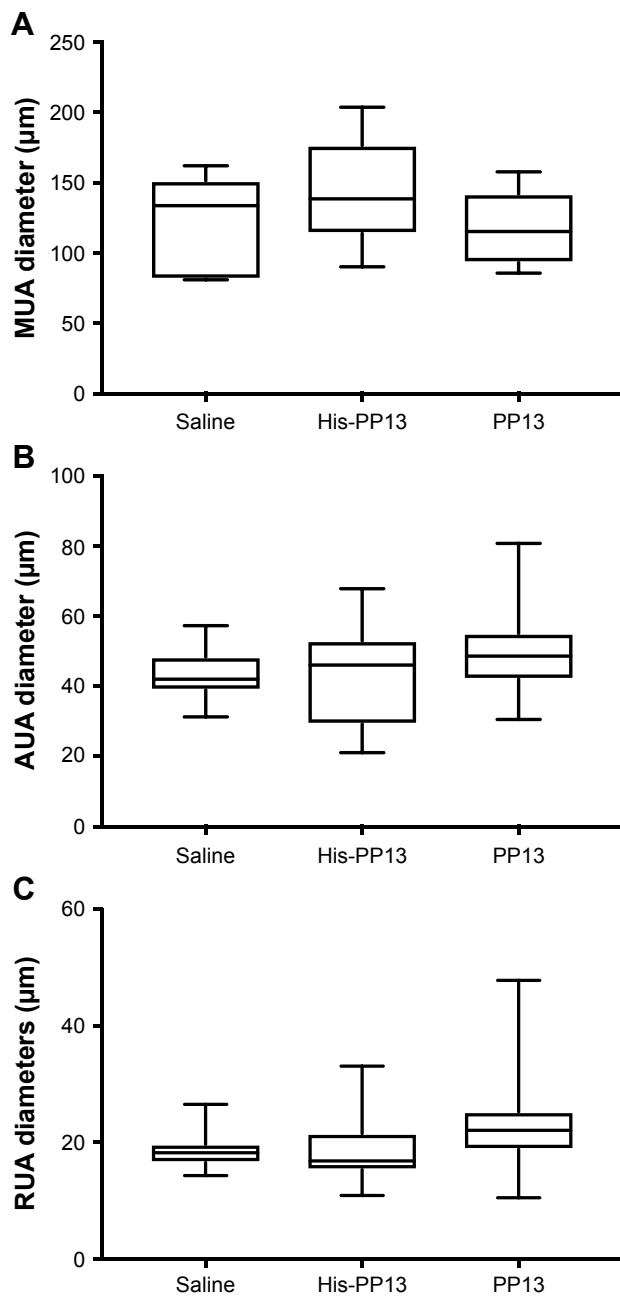 A
MUA diameter (µm)
250
200
150
100
50
0
Saline His-PP13 PP13
B
AUA diameter (µm)
100
80
60
40
20
0
Saline His-PP13 PP13
C
RUA diameters (µm)
60
40
20
0
Saline His-PP13 PP13